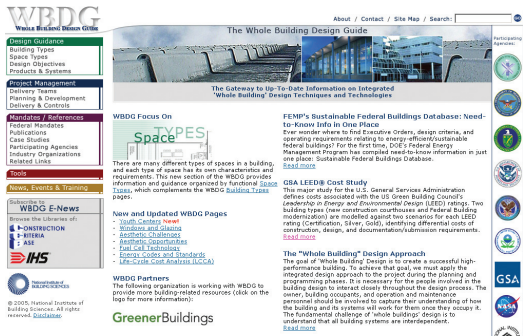 WBDG
WHOLE BUILDING DESIGN GUIDE
About / Contact / Site Map / Search:
The Whole Building Design Guide
The Gateway to Up-To-Date Information on Integrated
'Whole Building' Design Techniques and Technologies
Participating
Agencies:
Design Guidance
Building Types
Space Types
Design Objectives
Products & Systems
Project Management
Delivery Teams
Planning & Development
Delivery & Controls
Mandates / References
Federal Mandates
Publications
Case Studies
Participating Agencies
Industry Organizations
Related Links
Tools
News, Events & Training
Subscribe to
WBDG E-News
Browse the Libraries of:
CONSTRUCTION
CRITERIA
BASE
IHS
© 2005, National Institute of
Building Sciences. All rights
reserved. Disclaimer.
WBDG Focus On
Space TYPES
There are many different types of spaces in a building,
and each type of space has its own characteristics and
requirements. This new section of the WBDG provides
information and guidance organized by functional Space
Types, which complements the WBDG Building Types
pages.
New and Updated WBDG Pages
- Youth Centers New!
- Windows and Glazing
- Aesthetic Challenges
- Aesthetic Opportunities
- Fuel Cell Technology
- Energy Codes and Standards
- Life-Cycle Cost Analysis (LCCA)
WBDG Partners
The following organization is working with WBDG to
provide more building-related resources (click on the
logo for more information):
GreenerBuildings
FEMP's Sustainable Federal Buildings Database: Need-
to-Know Info in One Place
Ever wonder where to find Executive Orders, design criteria, and
operating requirements relating to energy-efficient/sustainable
federal buildings? For the first time, DOE's Federal Energy
Management Program has compiled need-to-know information in just
one place: Sustainable Federal Buildings Database.
Read more
GSA LEED® Cost Study
This major study for the U.S. General Services Administration
defines costs associated with the US Green Building Council's
Leadership in Energy and Environmental Design (LEED) ratings. Two
building types (new construction courthouses and Federal Building
modernization) are modelled against two scenarios for each LEED
rating (Certification, Silver, Gold), identifying differential costs of
construction, design, and documentation/submission requirements.
Read more
The "Whole Building" Design Approach
The goal of 'Whole Building' Design is to create a successful high-
performance building. To achieve that goal, we must apply the
integrated design approach to the project during the planning and
programming phases. It is necessary for the people involved in the
building design to interact closely throughout the design process. The
owner, building occupants, and operation and maintenance
personnel should be involved to capture their understanding of how
the building and its systems will work for them once they occupy it.
The fundamental challenge of 'whole buildings' design is to
understand that all building systems are interdependent.
Read more
GSA
NASA